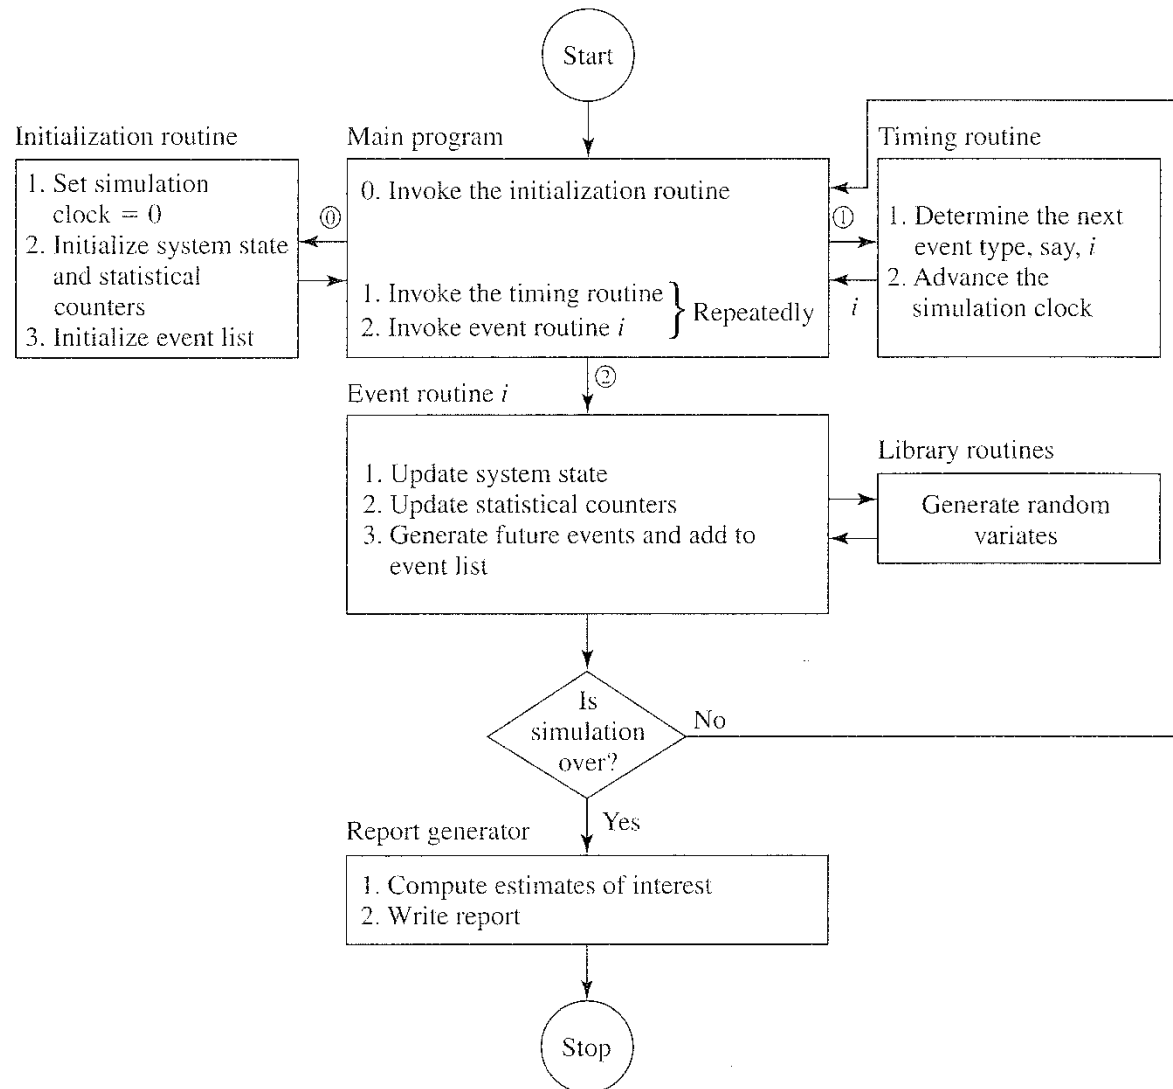 Start
Initialization routine
1. Set simulation
clock = 0
2. Initialize system state
and statistical
counters
3. Initialize event list
⓪
Main program
0. Invoke the initialization routine
1. Invoke the timing routine
2. Invoke event routine i
Repeatedly
①
i
Timing routine
1. Determine the next
event type, say, i
2. Advance the
simulation clock
②
Event routine i
1. Update system state
2. Update statistical counters
3. Generate future events and add to
event list
Library routines
Generate random
variates
Is
simulation
over?
No
Yes
Report generator
1. Compute estimates of interest
2. Write report
Stop